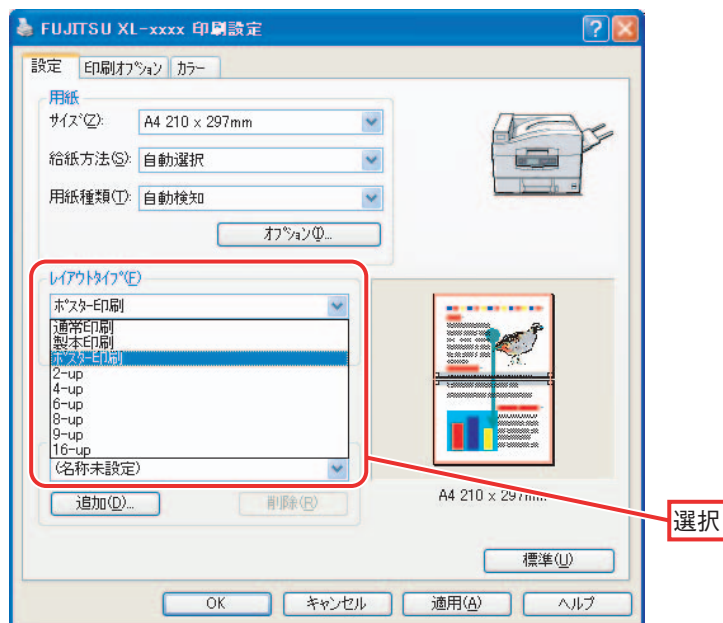 FUJITSU XL-xxxx 印刷設定
設定 印刷オプション カラー
用紙
サイズ(Z): A4 210 x 297mm
給紙方法(S): 自動選択
用紙種類(T): 自動検知
オプション(I)...
レイアウトタイプ(F)
ポスター印刷
通常印刷
製本印刷
ポスター印刷
2-up
4-up
6-up
8-up
9-up
16-up
(名称未設定)
追加(D)... 削除(R)
A4 210 x 297mm
選択
標準(U)
OK キャンセル 適用(A) ヘルプ